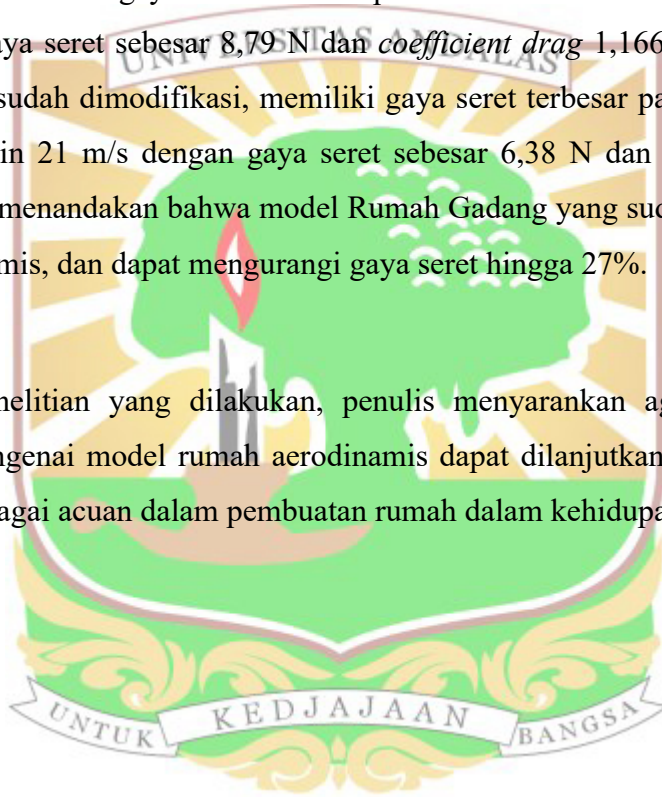 aya seret sebesar 8,79 N dan coefficient drag 1,166
UNIVERSITAS ANDALAS
sudah dimodifikasi, memiliki gaya seret terbesar pa
in 21 m/s dengan gaya seret sebesar 6,38 N dan
menandakan bahwa model Rumah Gadang yang sud
mis, dan dapat mengurangi gaya seret hingga 27%.
nelitian yang dilakukan, penulis menyarankan ag
ngenai model rumah aerodinamis dapat dilanjutkan
agai acuan dalam pembuatan rumah dalam kehidupa
UNTUK KEDJAJAAN BANGSA